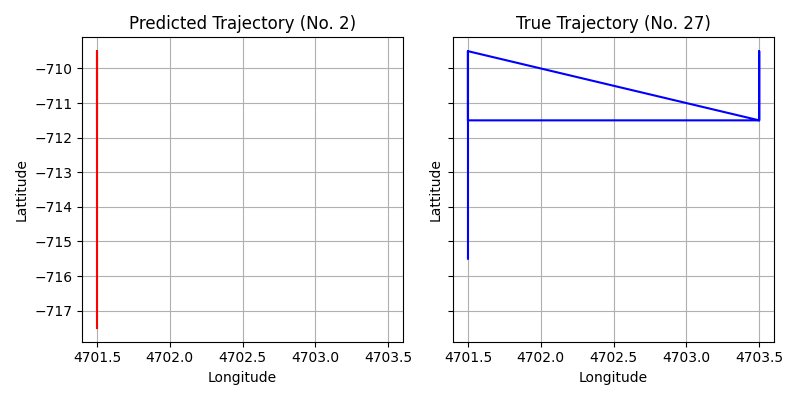 Predicted Trajectory (No. 2)
Lattitude
−710
−711
−712
−713
−714
−715
−716
−717
4701.5 4702.0 4702.5 4703.0 4703.5
Longitude
True Trajectory (No. 27)
Lattitude
4701.5 4702.0 4702.5 4703.0 4703.5
Longitude